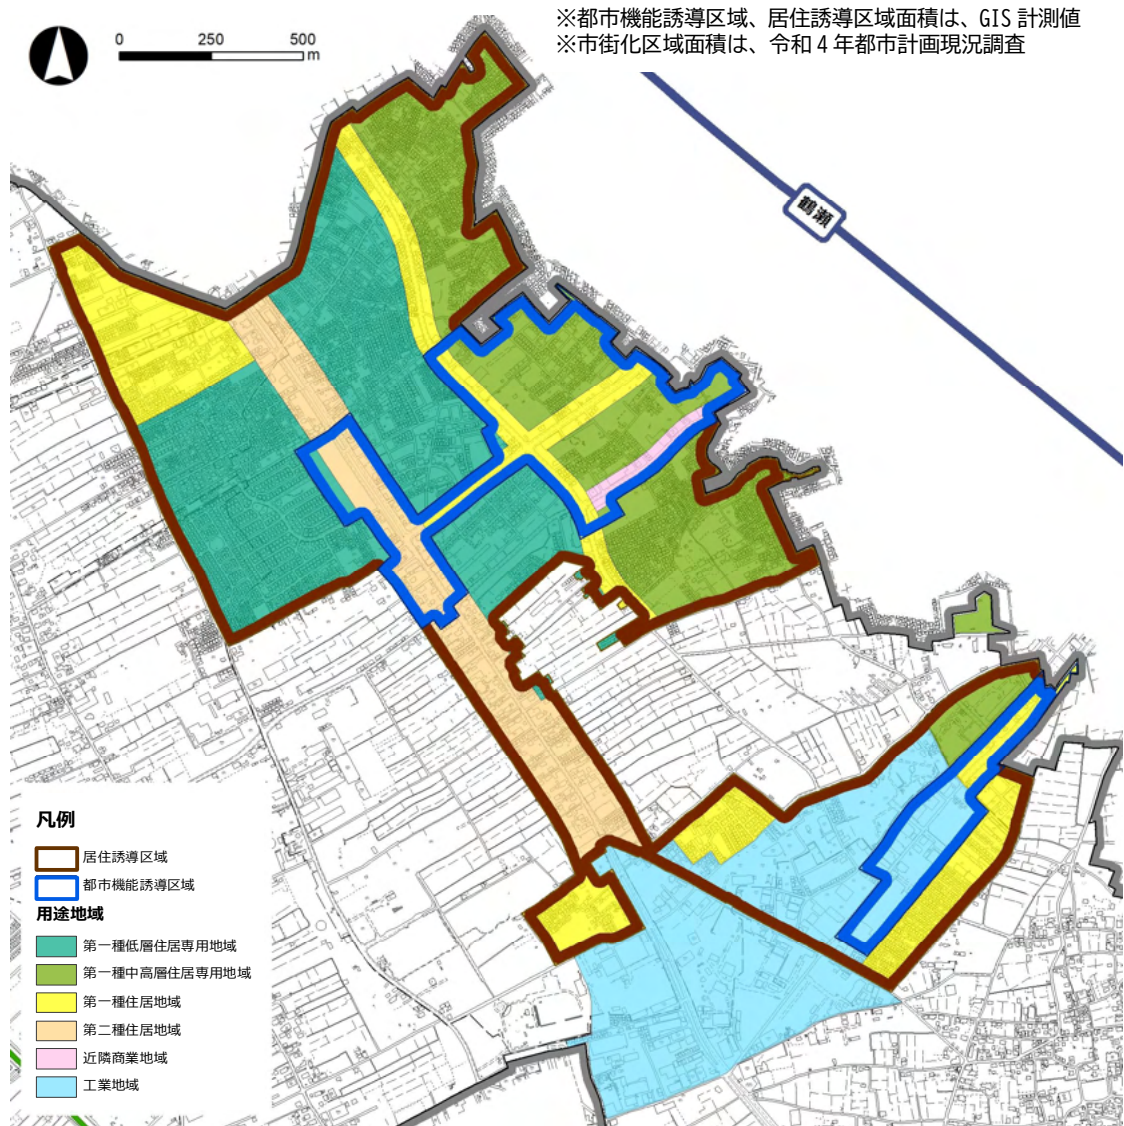 ※都市機能誘導区域、居住誘導区域面積は、GIS 計測値
※市街化区域面積は、令和 4 年都市計画現況調査
0 250 500
m
鶴瀬
凡例
居住誘導区域
都市機能誘導区域
用途地域
第一種低層住居専用地域
第一種中高層住居専用地域
第一種住居地域
第二種住居地域
近隣商業地域
工業地域